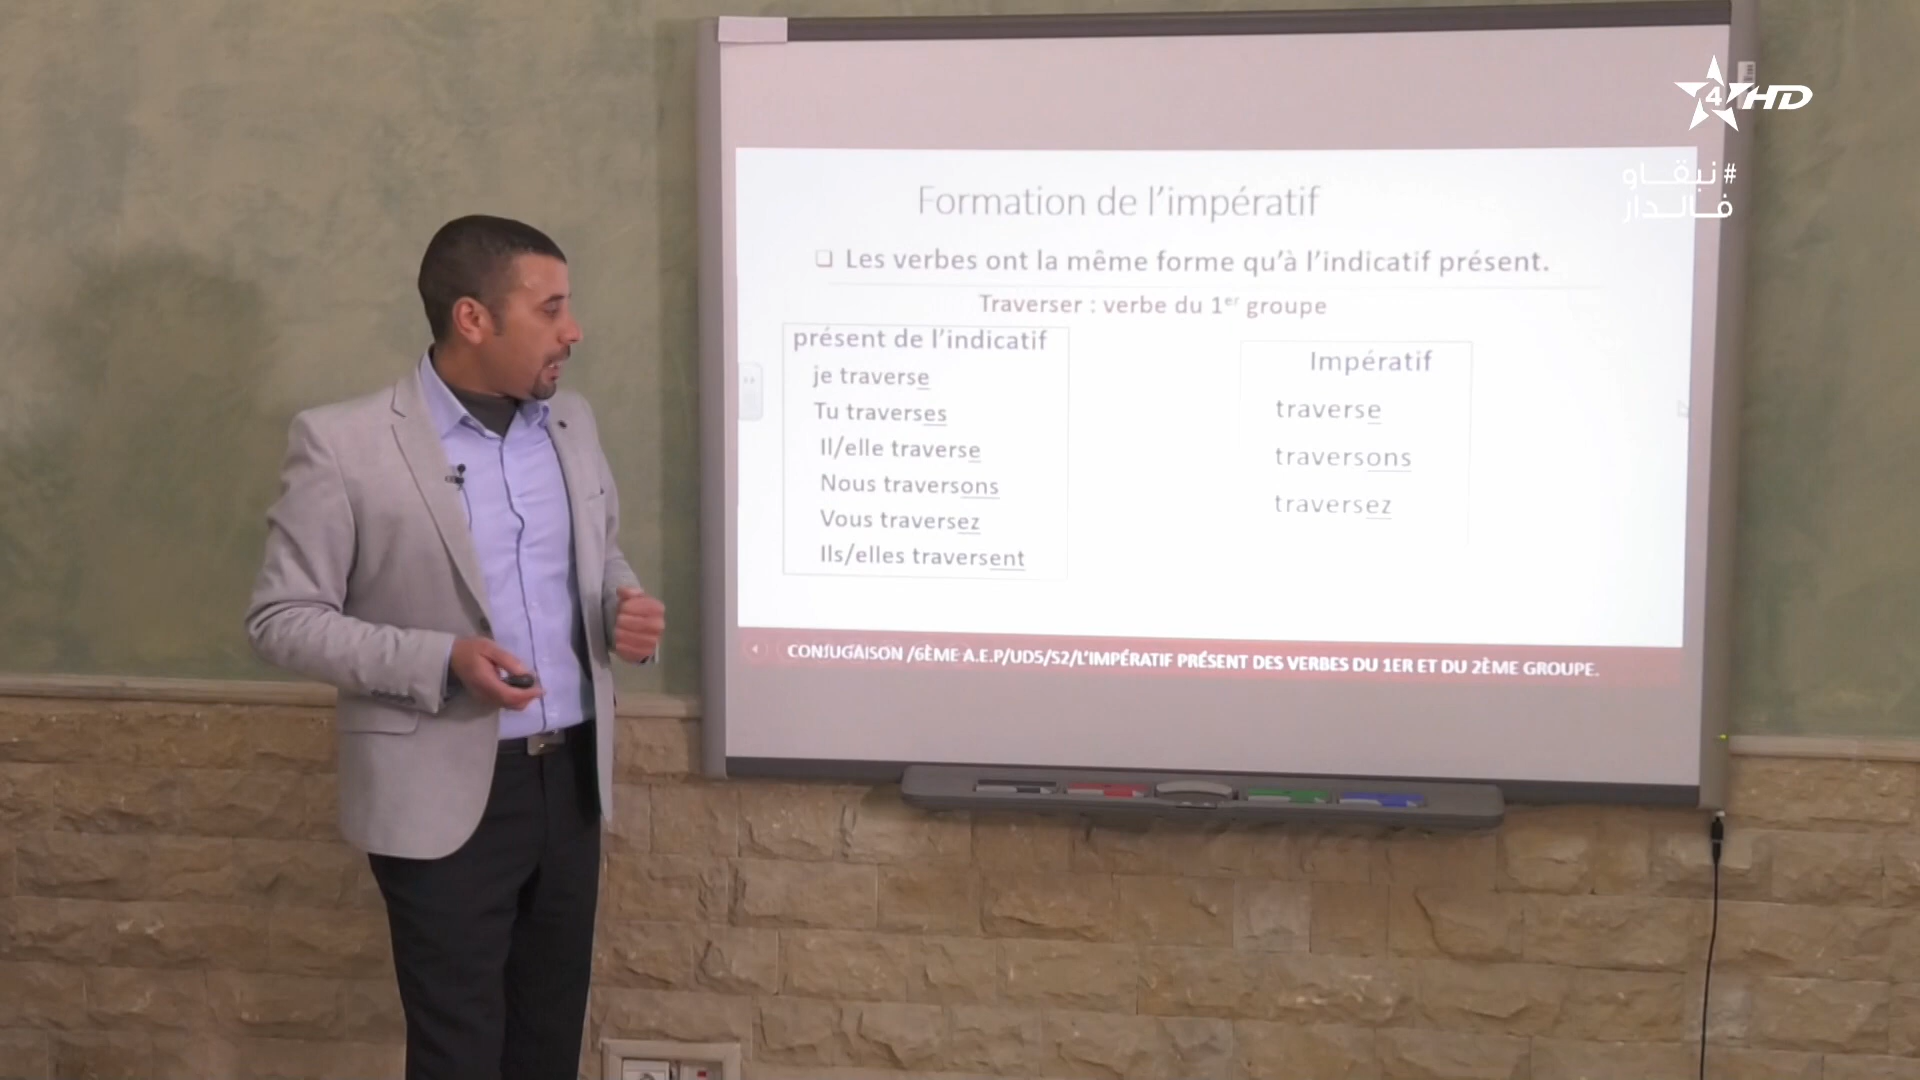 4 HD
#نبقاو
فالدار
Formation de l'impératif
❑ Les verbes ont la même forme qu'à l'indicatif présent.
Traverser : verbe du 1er groupe
présent de l'indicatif
je traverse
Tu traverses
Il/elle traverse
Nous traversons
Vous traversez
Ils/elles traversent
Impératif
traverse
traversons
traversez
CONJUGAISON /6ÈME A.E.P/UD5/S2/L'IMPÉRATIF PRÉSENT DES VERBES DU 1ER ET DU 2ÈME GROUPE.